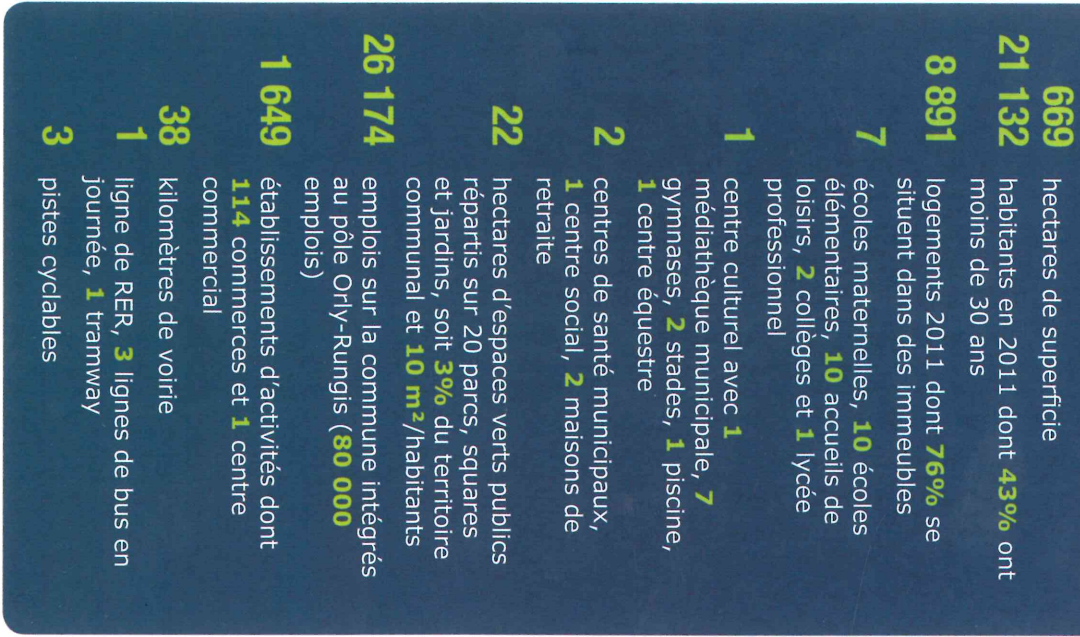 669 hectares de superficie
21 132 habitants en 2011 dont 43% ont
moins de 30 ans
8 891 logements 2011 dont 76% se
situent dans des immeubles
7 écoles maternelles, 10 écoles
élémentaires, 10 accueils de
loisirs, 2 collèges et 1 lycée
professionnel
1 centre culturel avec 1
médiathèque municipale, 7
gymnases, 2 stades, 1 piscine,
1 centre équestre
2 centres de santé municipaux,
1 centre social, 2 maisons de
retraite
22 hectares d'espaces verts publics
répartis sur 20 parcs, squares
et jardins, soit 3% du territoire
communal et 10 m²/habitants
26 174 emplois sur la commune intégrés
au pôle Orly-Rungis (80 000
emplois)
1 649 établissements d'activités dont
114 commerces et 1 centre
commercial
38 kilomètres de voirie
1 ligne de RER, 3 lignes de bus en
journée, 1 tramway
3 pistes cyclables